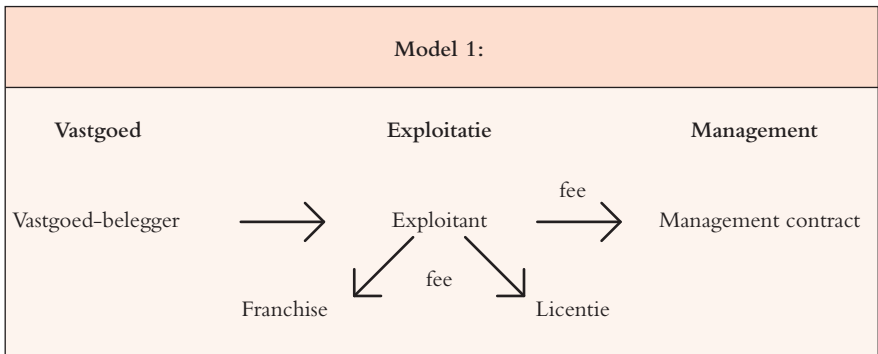 Model 1:
Vastgoed Exploitatie Management
fee
Vastgoed-belegger Exploitant Management contract
fee
Franchise Licentie